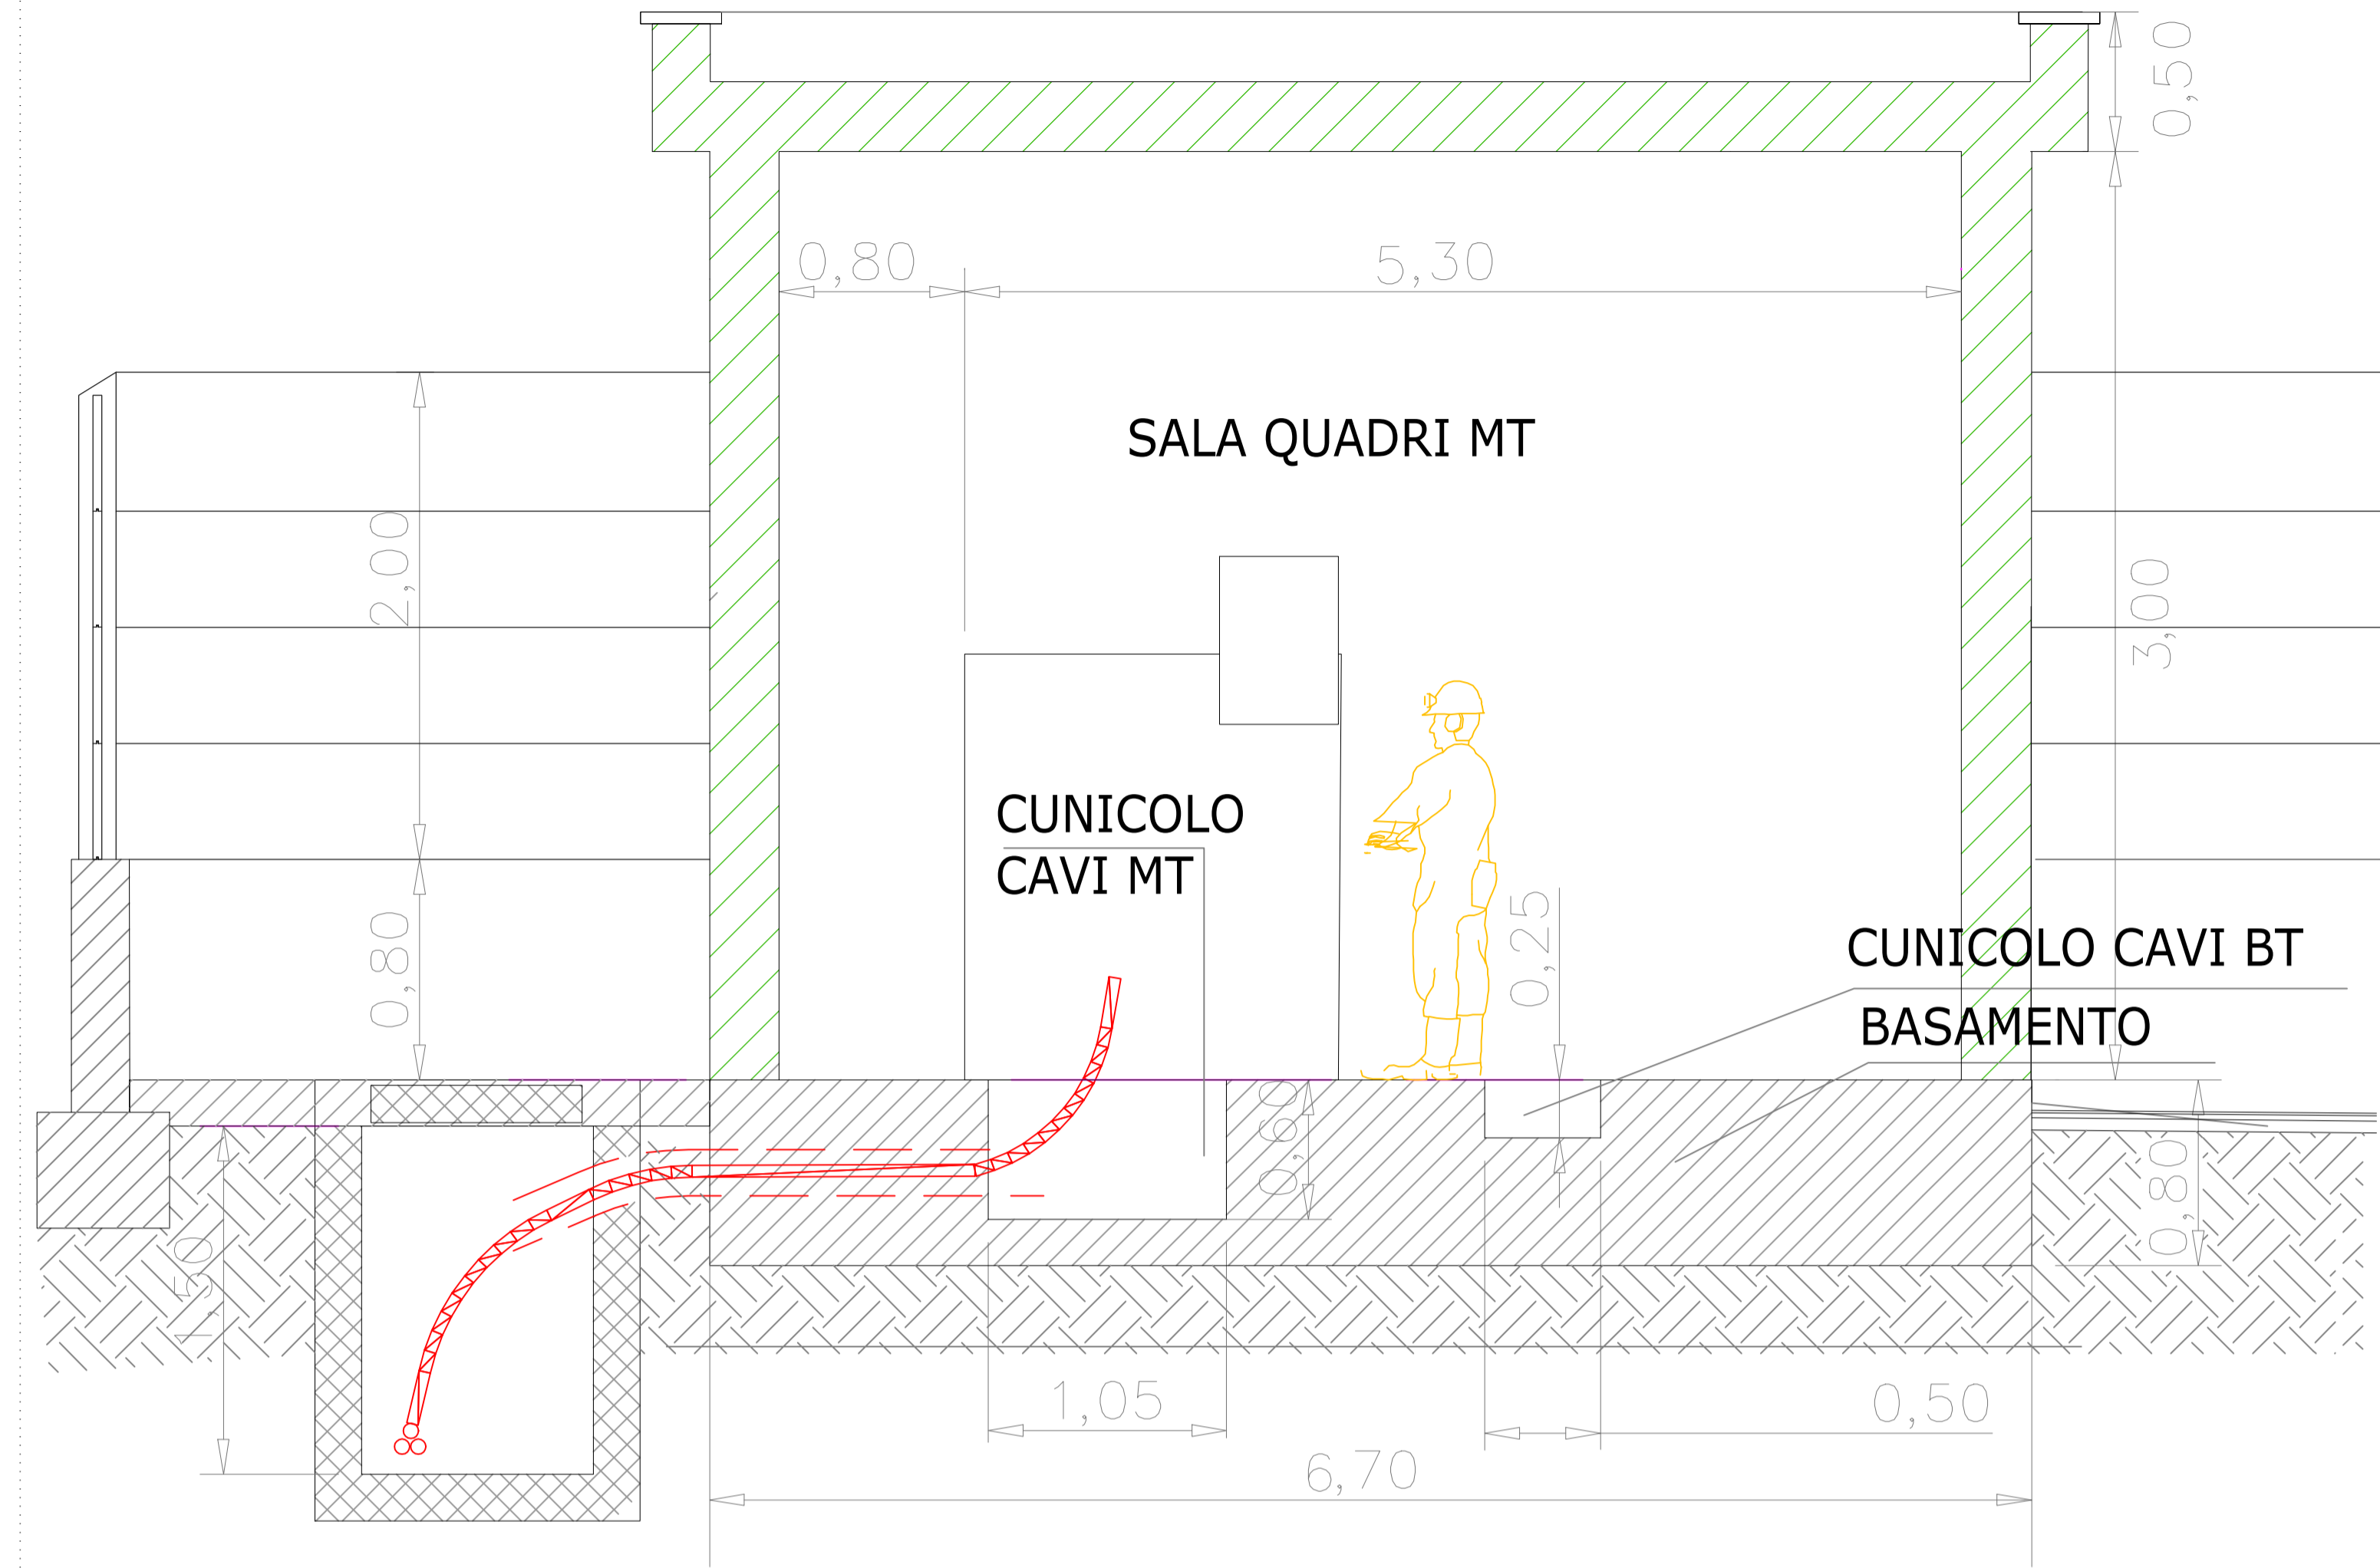 0,50
0,80
5,30
SALA QUADRI MT
2,00
3,00
CUNICOLO
CAVI MT
0,80
0,25
CUNICOLO CAVI BT
BASAMENTO
0,60
0,80
1,50
1,05
0,50
6,70